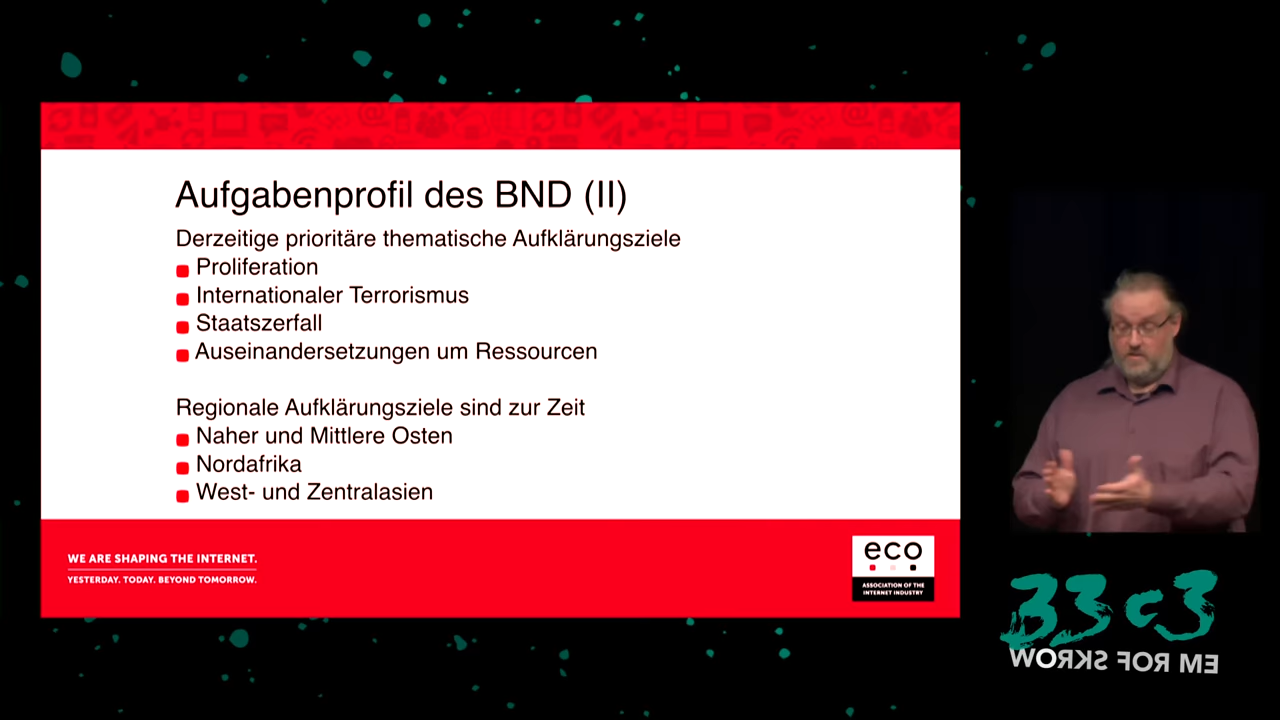 Aufgabenprofil des BND (II)
Derzeitige prioritäre thematische Aufklärungsziele
Proliferation
Internationaler Terrorismus
Staatszerfall
Auseinandersetzungen um Ressourcen
Regionale Aufklärungsziele sind zur Zeit
Naher und Mittlere Osten
Nordafrika
West- und Zentralasien
WE ARE SHAPING THE INTERNET.
YESTERDAY. TODAY. BEYOND TOMORROW.
eco
ASSOCIATION OF THE
INTERNET INDUSTRY
33c3
WORKS FOR ME